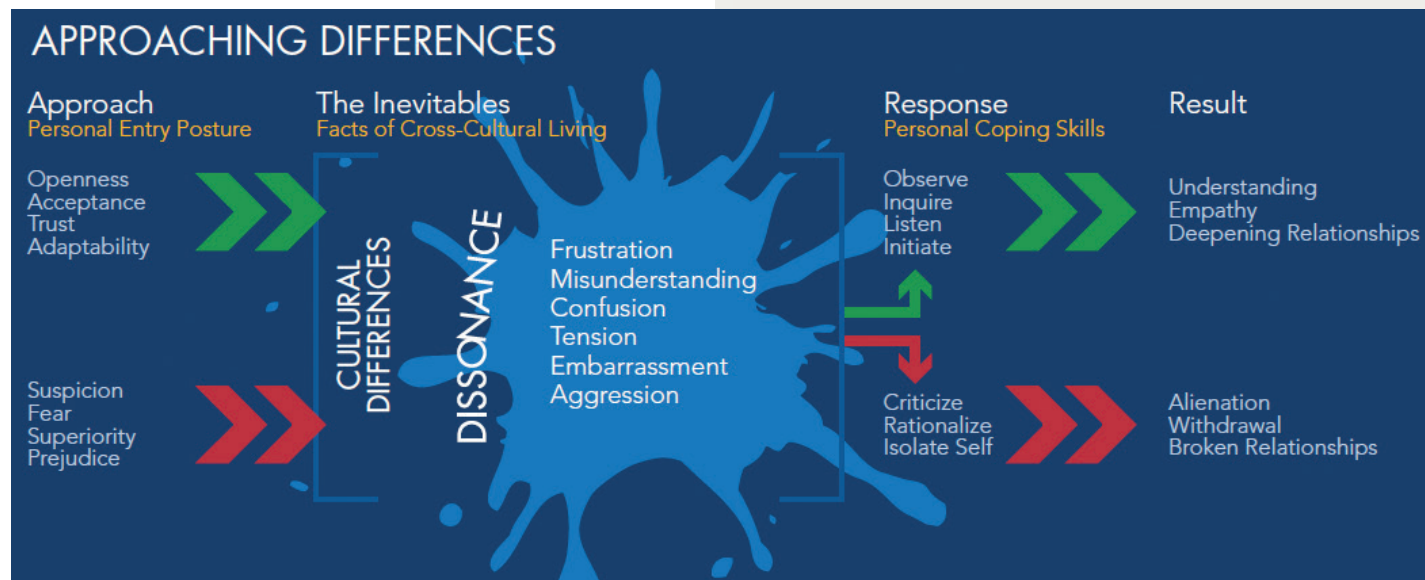 APPROACHING DIFFERENCES
Approach
Personal Entry Posture
Openness
Acceptance
Trust
Adaptability
Suspicion
Fear
Superiority
Prejudice
The Inevitables
Facts of Cross-Cultural Living
CULTURAL
DIFFERENCES
DISSONANCE
Frustration
Misunderstanding
Confusion
Tension
Embarrassment
Aggression
Response
Personal Coping Skills
Observe
Inquire
Listen
Initiate
Criticize
Rationalize
Isolate Self
Result
Understanding
Empathy
Deepening Relationships
Alienation
Withdrawal
Broken Relationships